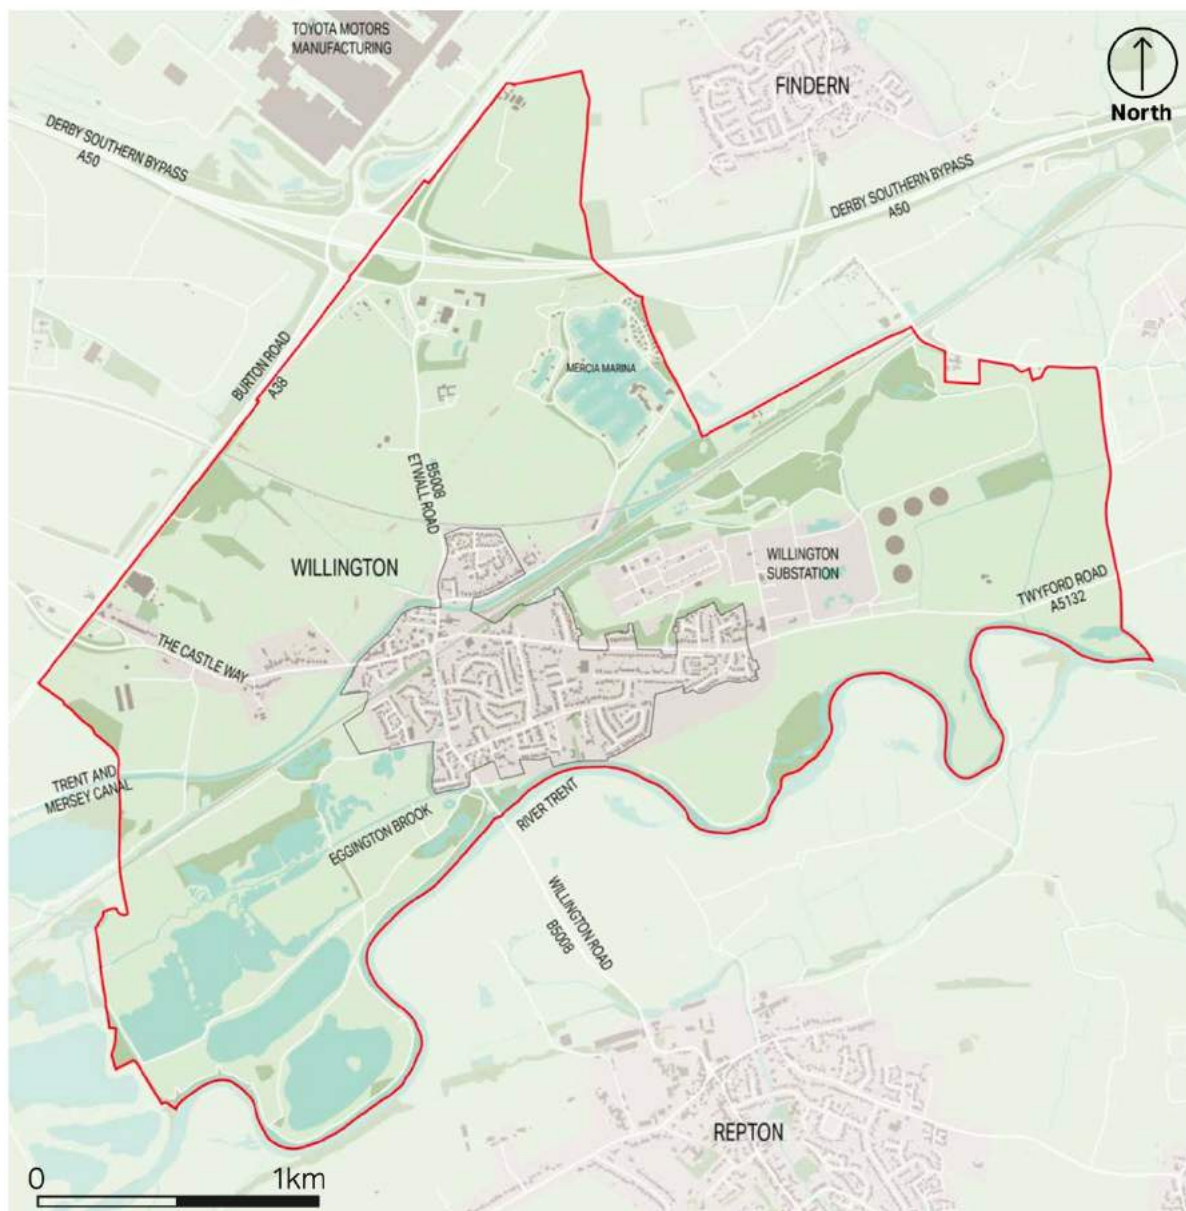 TOYOTA MOTORS
MANUFACTURING
FINDERN
North
DERBY SOUTHERN BYPASS
A50
DERBY SOUTHERN BYPASS
A50
BURTON ROAD
A38
MERCIA MARINA
B5008
ETWALL ROAD
WILLINGTON
WILLINGTON
SUBSTATION
TWYFORD ROAD
A5132
THE CASTLE WAY
TRENT AND
MERSEY CANAL
EGGINGTON BROOK
RIVER TRENT
WILLINGTON ROAD
B5008
REPTON
0
1km